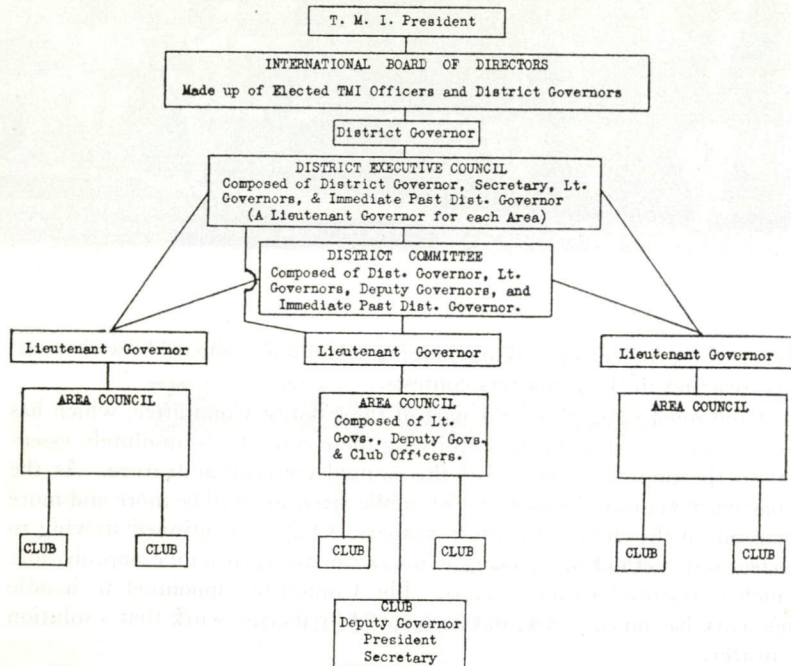 T. M. I. President
INTERNATIONAL BOARD OF DIRECTORS
Made up of Elected TMI Officers and District Governors
District Governor
DISTRICT EXECUTIVE COUNCIL
Composed of District Governor, Secretary, Lt.
Governors, & Immediate Past Dist. Governor
(A Lieutenant Governor for each Area)
DISTRICT COMMITTEE
Composed of Dist. Governor, Lt.
Governors, Deputy Governors, and
Immediate Past Dist. Governor.
Lieutenant Governor
Lieutenant Governor
Lieutenant Governor
AREA COUNCIL
AREA COUNCIL
Composed of Lt.
Govs., Deputy Govs.
& Club Officers.
AREA COUNCIL
CLUB
CLUB
CLUB
CLUB
CLUB
CLUB
CLUB
Deputy Governor
President
Secretary